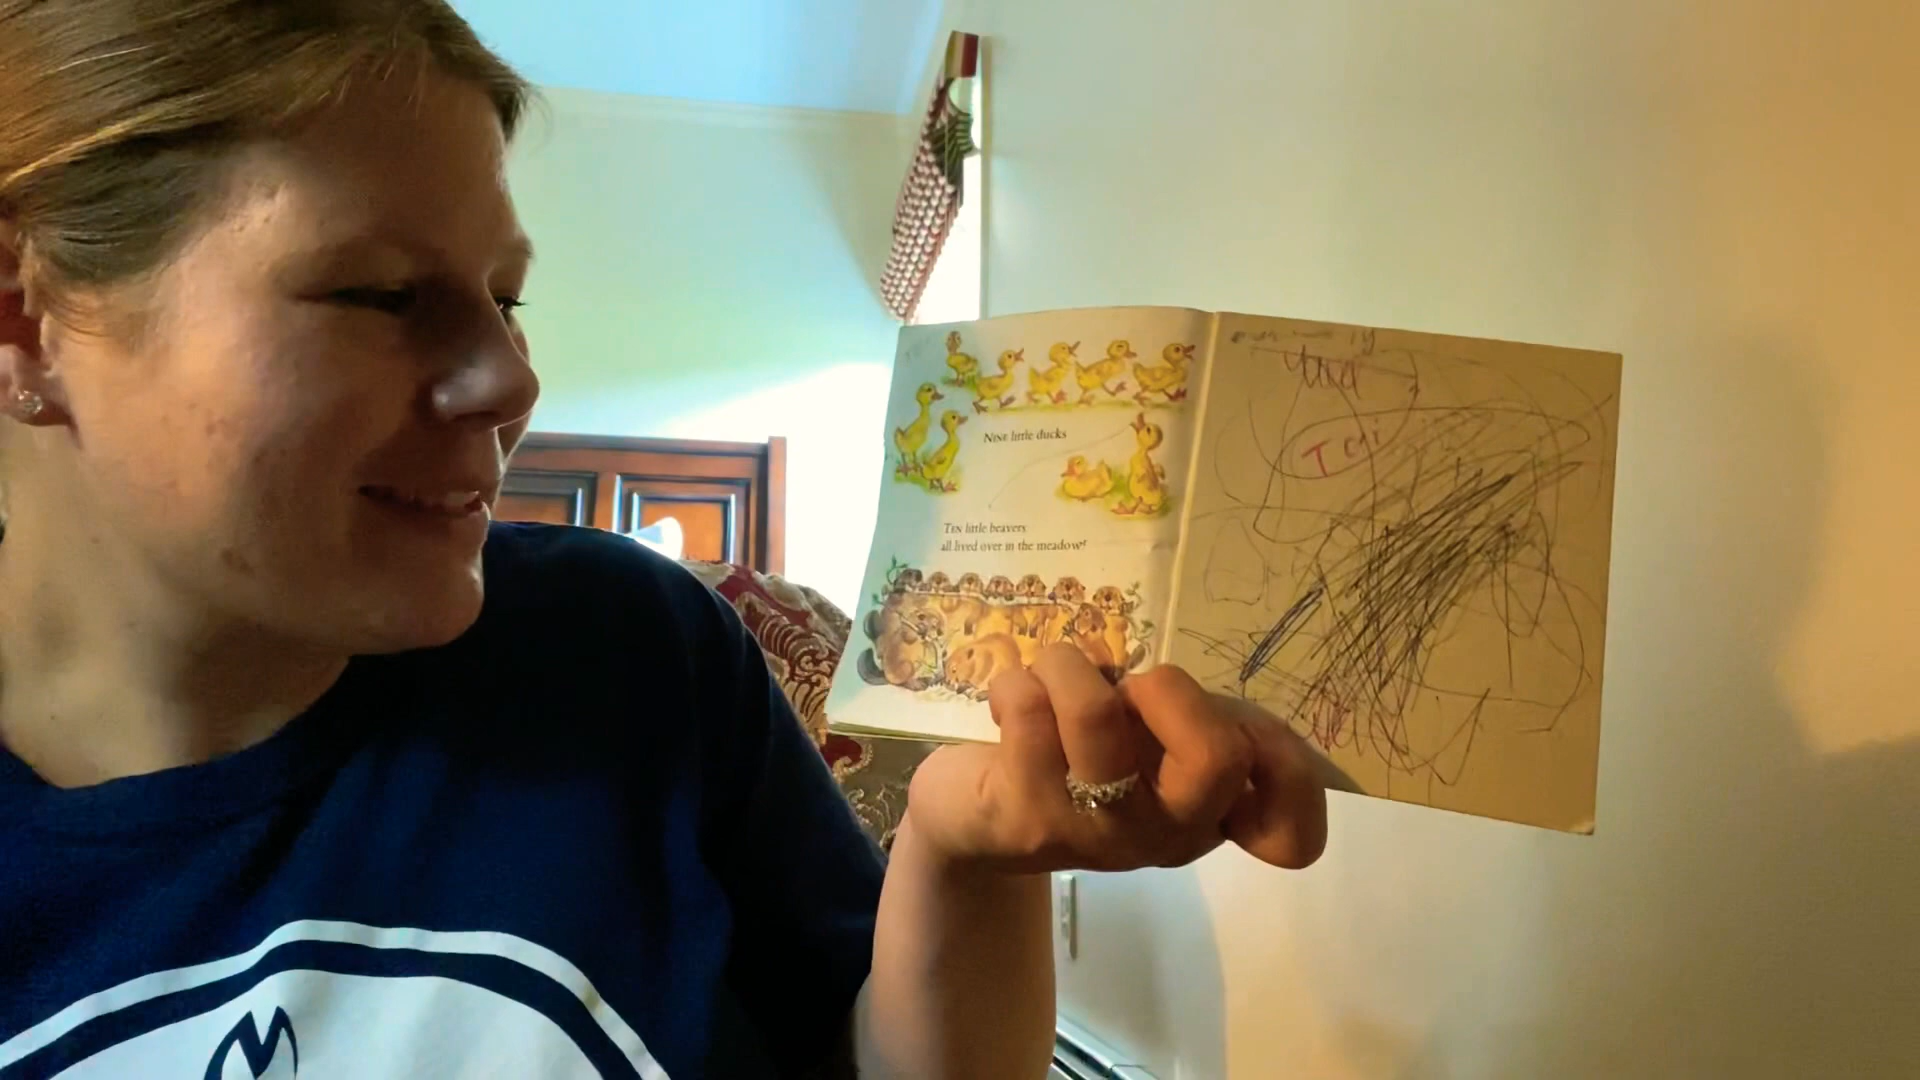 NINE little ducks
TEN little beavers
all lived over in the meadow!